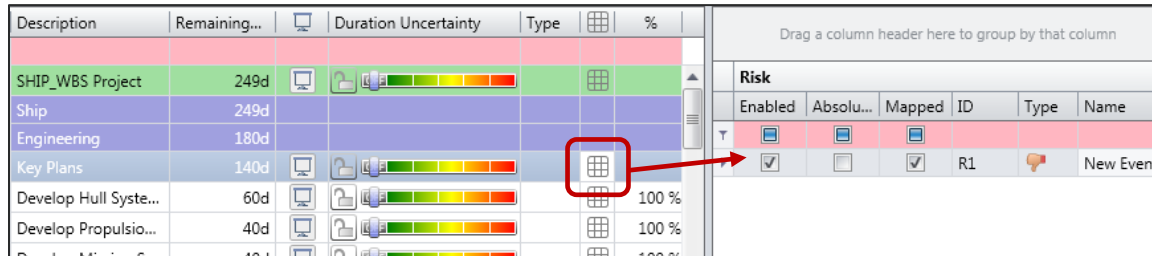 Description Remaining... Duration Uncertainty Type %
SHIP_WBS Project 249d
Ship 249d
Engineering 180d
Key Plans 140d
Develop Hull Syste... 60d 100 %
Develop Propulsio... 40d 100 %
Drag a column header here to group by that column
Risk
Enabled Absolu... Mapped ID Type Name
R1 New Even